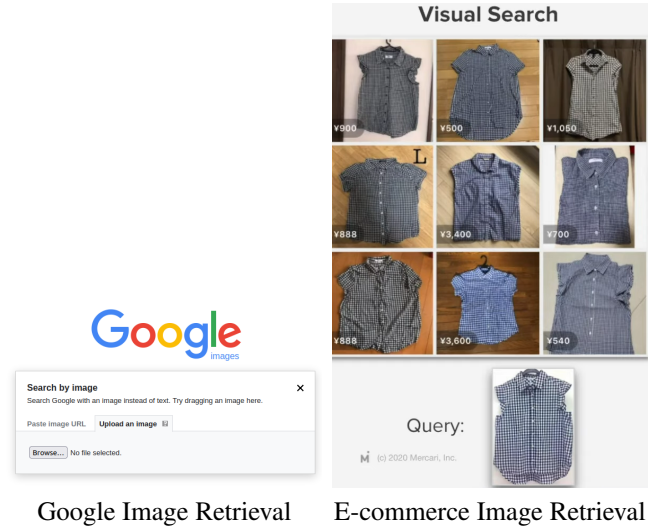 Google
images
Search by image
Search Google with an image instead of text. Try dragging an image here.
Paste image URL
Upload an image
Browse...
No file selected.
Google Image Retrieval
Visual Search
¥900
¥500
¥1,050
L
¥888
¥3,400
¥700
¥888
¥3,600
¥540
Query:
(c) 2020 Mercari, Inc.
E-commerce Image Retrieval